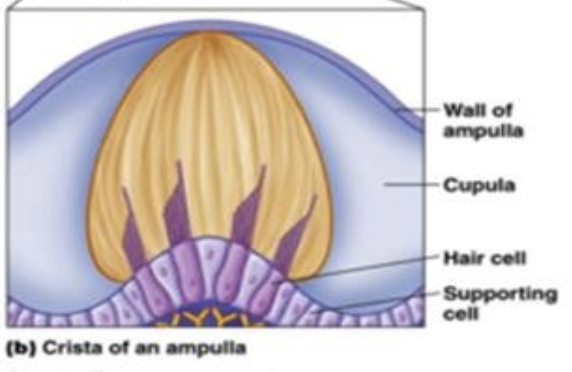 Wall of
ampulla
Cupula
Hair cell
Supporting
cell
(b) Crista of an ampulla